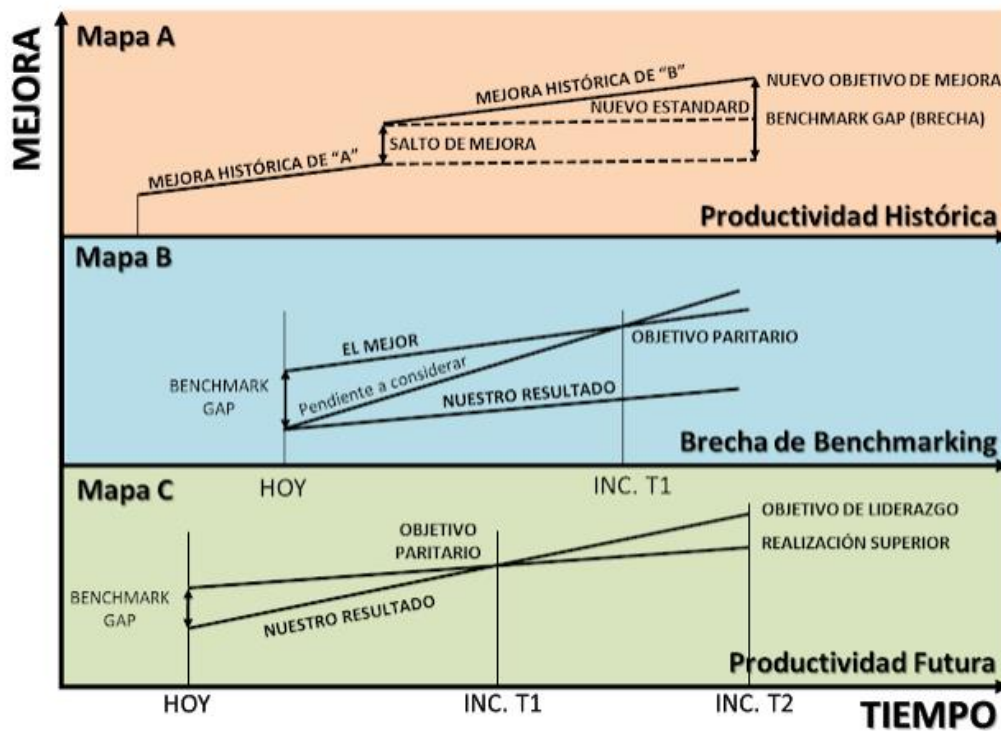 MEJORA
Mapa A
MEJORA HISTÓRICA DE “B”
NUEVO OBJETIVO DE MEJORA
NUEVO ESTANDARD
BENCHMARK GAP (BRECHA)
SALTO DE MEJORA
MEJORA HISTÓRICA DE “A”
Productividad Histórica
Mapa B
EL MEJOR
OBJETIVO PARITARIO
BENCHMARK
GAP
Pendiente a considerar
NUESTRO RESULTADO
Brecha de Benchmarking
HOY
INC. T1
Mapa C
OBJETIVO DE LIDERAZGO
OBJETIVO
PARITARIO
REALIZACIÓN SUPERIOR
BENCHMARK
GAP
NUESTRO RESULTADO
Productividad Futura
HOY
INC. T1
INC. T2
TIEMPO